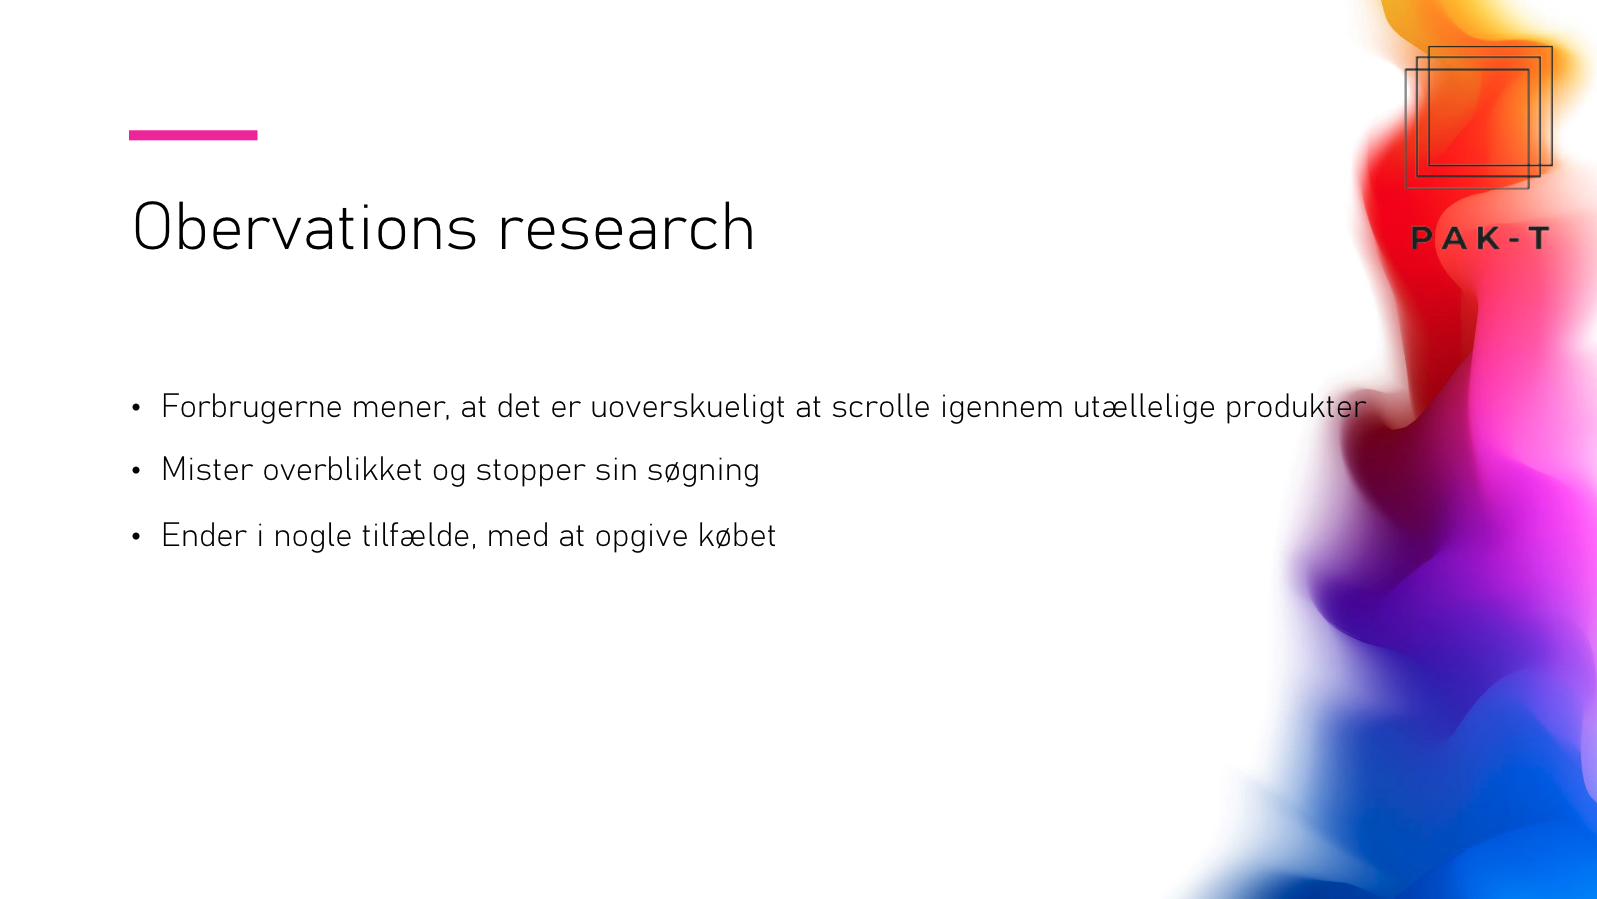 PAK-T
Obervations research
• Forbrugerne mener, at det er uoverskueligt at scrolle igennem utællelige produkter
• Mister overblikket og stopper sin søgning
• Ender i nogle tilfælde, med at opgive købet